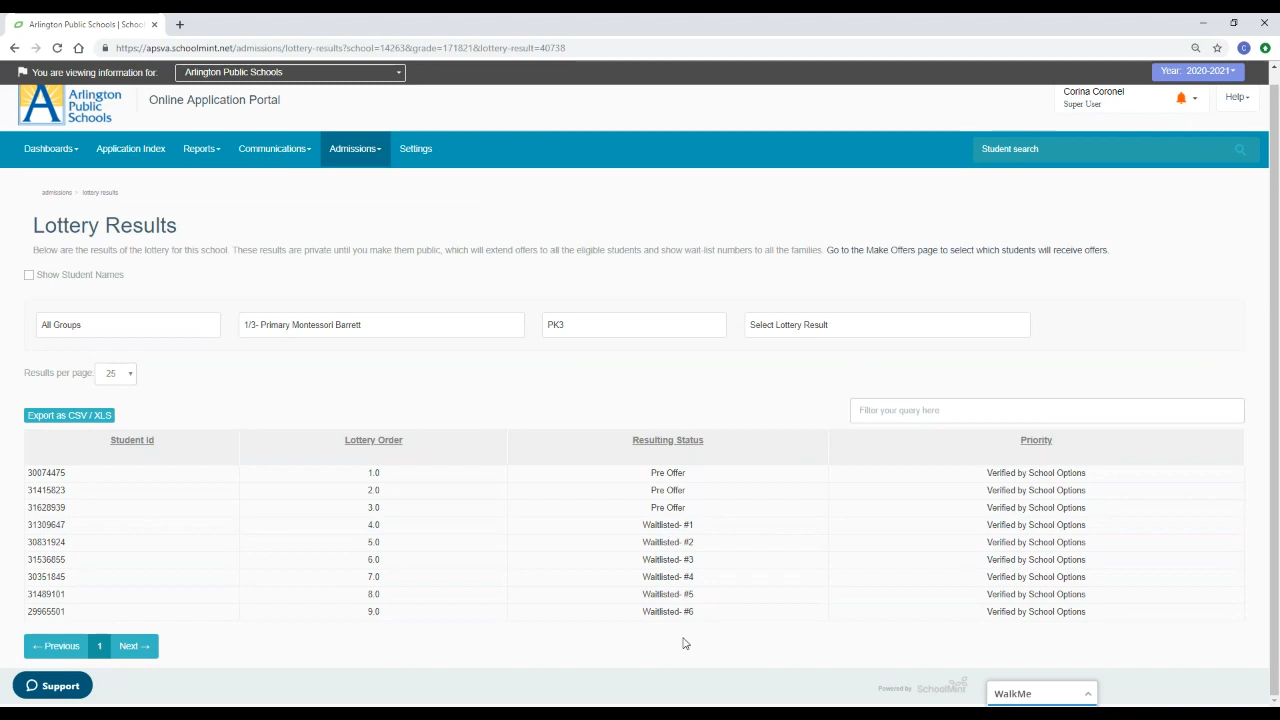 Arlington Public Schools | School
https://apsva.schoolmint.net/admissions/lottery-results?school=14263&grade=171821&lottery-result=40738
C
You are viewing information for: Arlington Public Schools Year: 2020-2021
Arlington Public Schools
Online Application Portal
Corina Coronel
Super User
Help
Dashboards Application Index Reports Communications Admissions Settings Student search
admissions > lottery results
Lottery Results
Below are the results of the lottery for this school. These results are private until you make them public, which will extend offers to all the eligible students and show wait-list numbers to all the families. Go to the Make Offers page to select which students will receive offers.
Show Student Names
All Groups 1/3- Primary Montessori Barrett PK3 Select Lottery Result
Results per page: 25
Export as CSV / XLS Filter your query here
Student Id Lottery Order Resulting Status Priority
30074475 1.0 Pre Offer Verified by School Options
31415823 2.0 Pre Offer Verified by School Options
31628939 3.0 Pre Offer Verified by School Options
31309647 4.0 Waitlisted- #1 Verified by School Options
30831924 5.0 Waitlisted- #2 Verified by School Options
31536855 6.0 Waitlisted- #3 Verified by School Options
30351845 7.0 Waitlisted- #4 Verified by School Options
31489101 8.0 Waitlisted- #5 Verified by School Options
29965501 9.0 Waitlisted- #6 Verified by School Options
← Previous 1 Next →
Support
Powered by SchoolMint
WalkMe